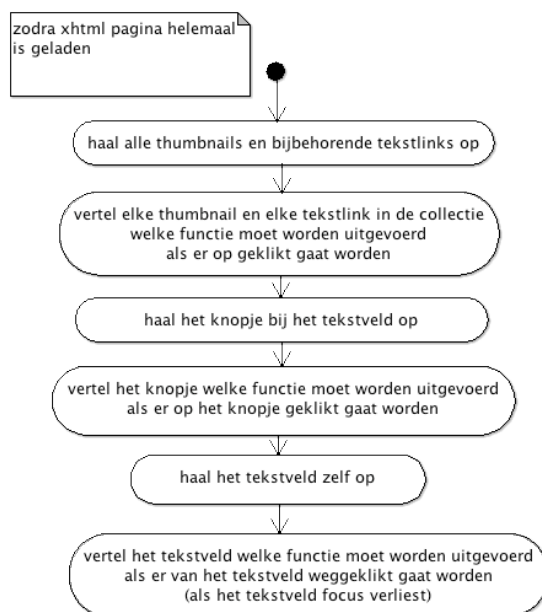 zodra xhtml pagina helemaal
is geladen
haal alle thumbnails en bijbehorende tekstlinks op
vertel elke thumbnail en elke tekstlink in de collectie
welke functie moet worden uitgevoerd
als er op geklikt gaat worden
haal het knopje bij het tekstveld op
vertel het knopje welke functie moet worden uitgevoerd
als er op het knopje geklikt gaat worden
haal het tekstveld zelf op
vertel het tekstveld welke functie moet worden uitgevoerd
als er van het tekstveld weggeklikt gaat worden
(als het tekstveld focus verliest)